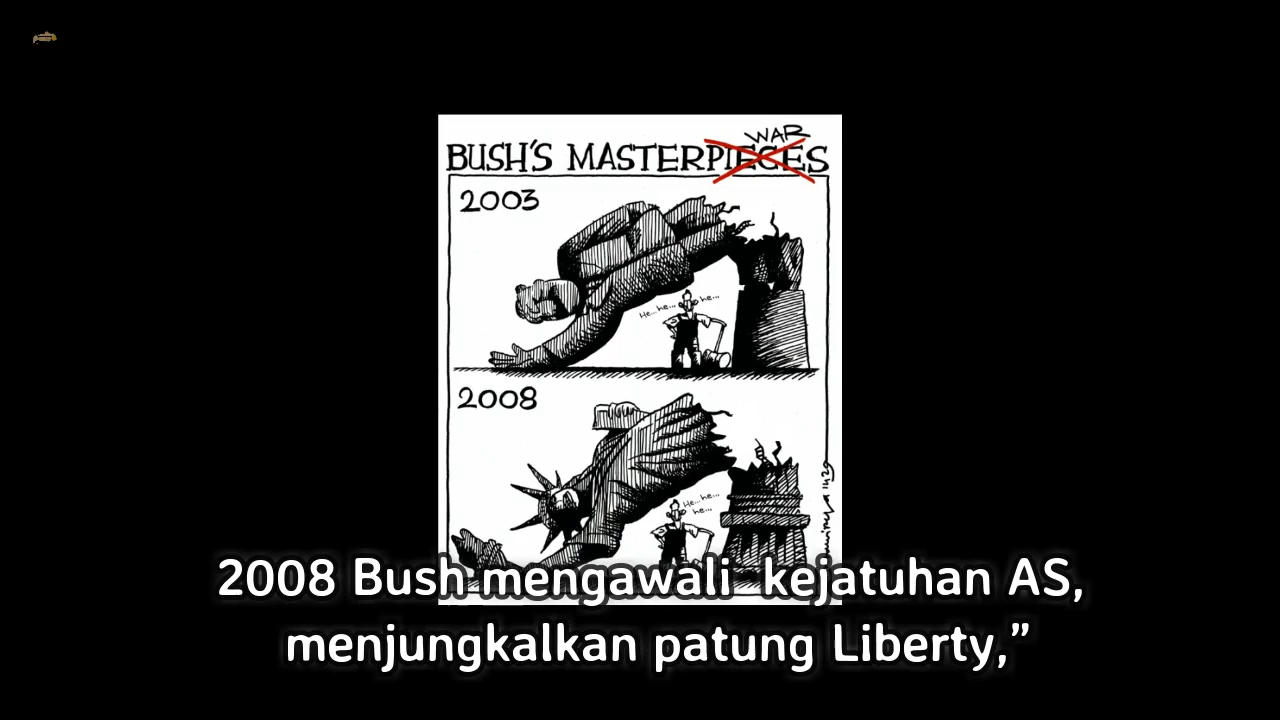 WAR
BUSH'S MASTERPIECES
2003
He... he... he...
2008
He... he...
he...
2008 Bush mengawali kejatuhan AS,
menjungkalkan patung Liberty,”